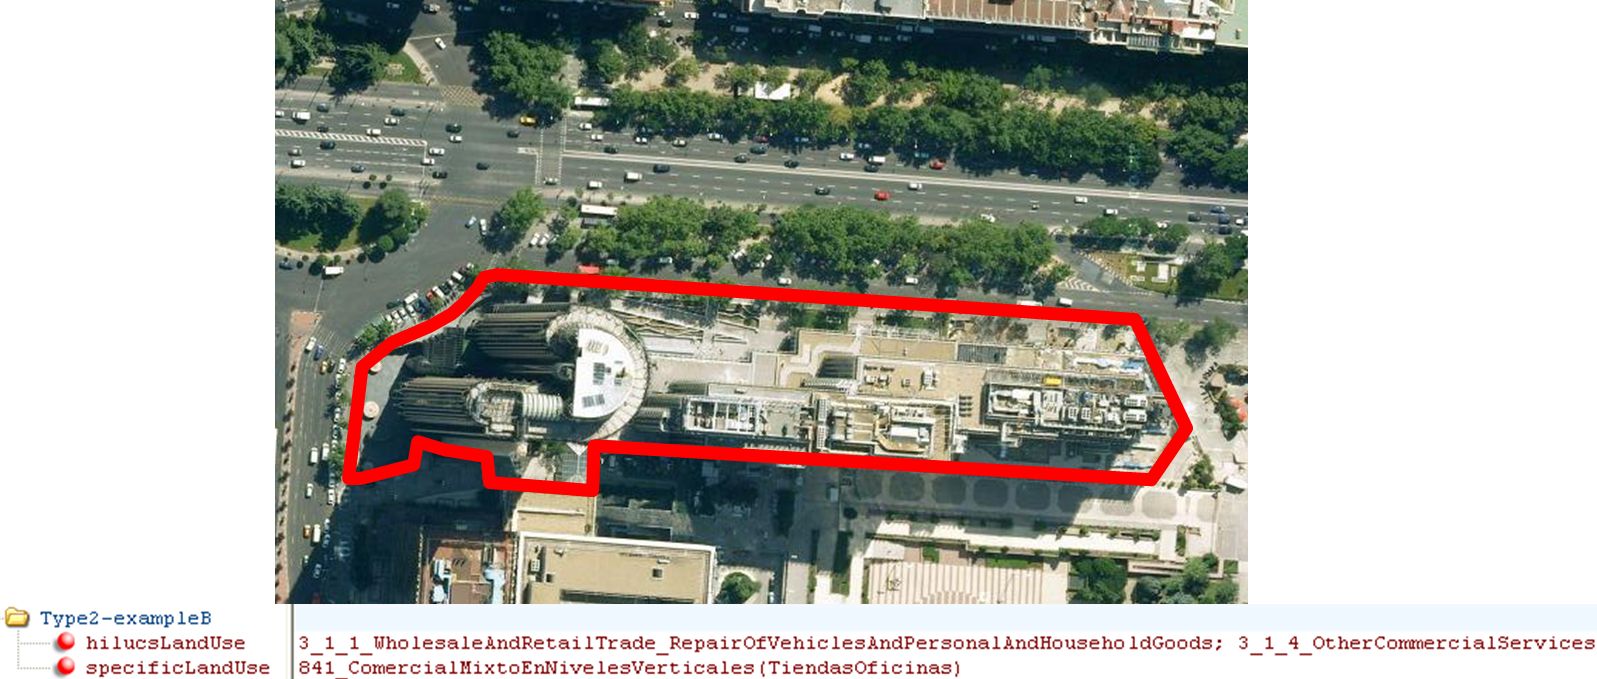 Type2-exampleB
hilucsLandUse 3_1_1_WholesaleAndRetailTrade_RepairOfVehiclesAndPersonalAndHouseholdGoods; 3_1_4_OtherCommercialServices
specificLandUse 841_ComercialMixtoEnNivelesVerticales(TiendasOficinas)